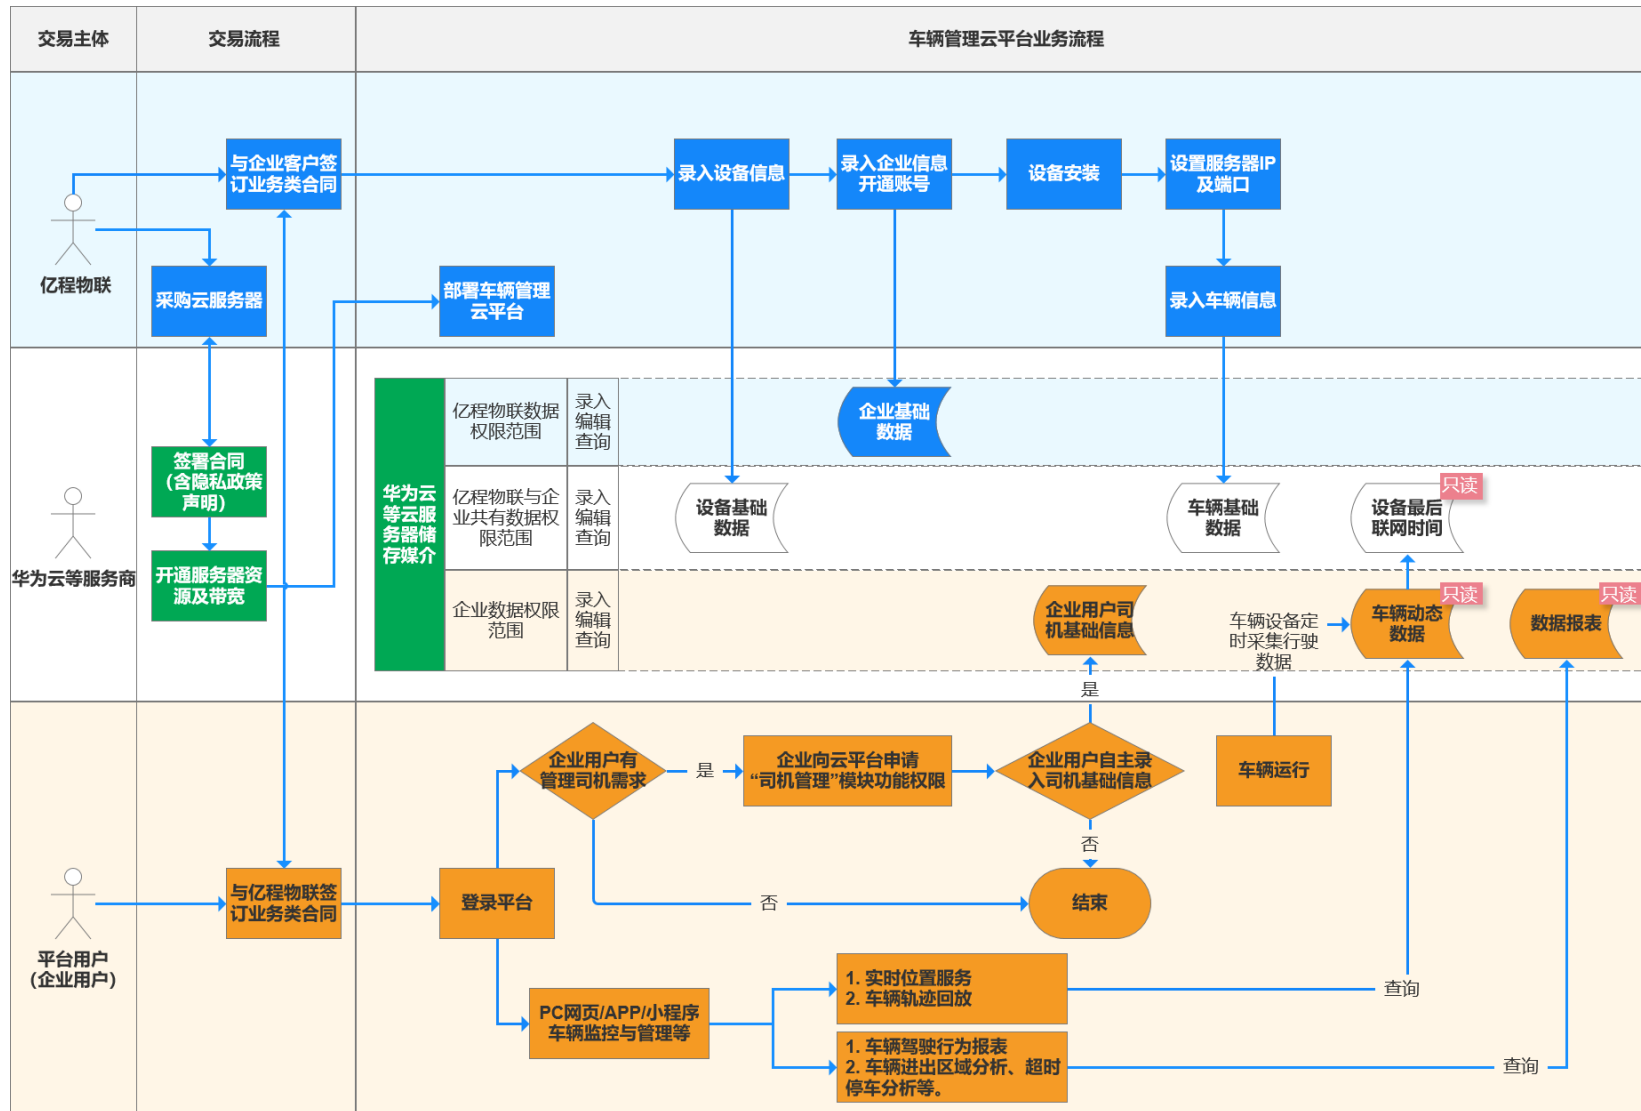 交易主体
交易流程
车辆管理云平台业务流程
与企业客户签
订业务类合同
录入设备信息
录入企业信息
开通账号
设备安装
设置服务器IP
及端口
亿程物联
采购云服务器
部署车辆管理
云平台
录入车辆信息
华为云
等云服
务器储
存媒介
亿程物联数据
权限范围
录入
编辑
查询
企业基础
数据
签署合同
（含隐私政策
声明）
亿程物联与企
业共有数据权
限范围
录入
编辑
查询
设备基础
数据
车辆基础
数据
只读
设备最后
联网时间
华为云等服务商
开通服务器资
源及带宽
企业数据权限
范围
录入
编辑
查询
企业用户司
机基础信息
车辆设备定
时采集行驶
数据
只读
车辆动态
数据
只读
数据报表
是
企业用户有
管理司机需求
是
企业向云平台申请
“司机管理”模块功能权限
企业用户自主录
入司机基础信息
车辆运行
否
平台用户
（企业用户）
与亿程物联签
订业务类合同
登录平台
否
结束
PC网页/APP/小程序
车辆监控与管理等
1. 实时位置服务
2. 车辆轨迹回放
查询
1. 车辆驾驶行为报表
2. 车辆进出区域分析、超时
停车分析等。
查询